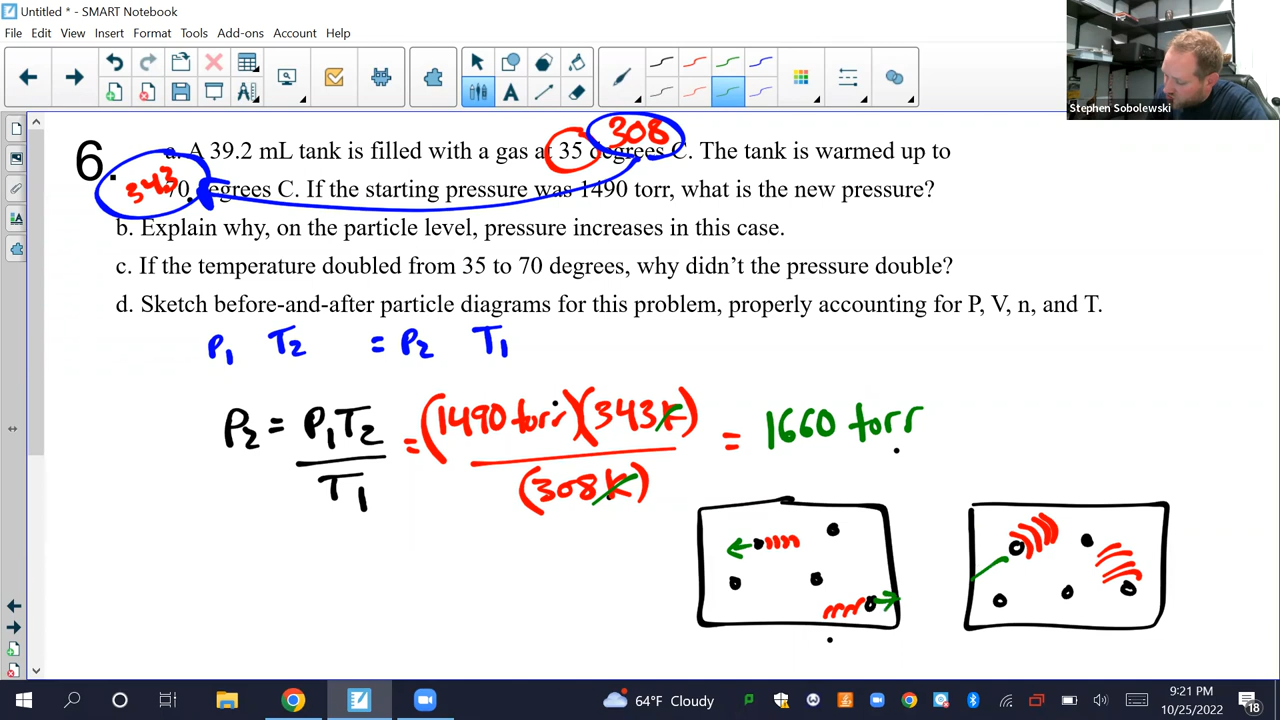 Untitled * - SMART Notebook
File Edit View Insert Format Tools Add-ons Account Help
Stephen Sobolewski
308
6.
a. A 39.2 mL tank is filled with a gas at 35 degrees C. The tank is warmed up to
343
70 degrees C. If the starting pressure was 1490 torr, what is the new pressure?
b. Explain why, on the particle level, pressure increases in this case.
c. If the temperature doubled from 35 to 70 degrees, why didn't the pressure double?
d. Sketch before-and-after particle diagrams for this problem, properly accounting for P, V, n, and T.
P1 T2 = P2 T1
P2 = P1T2 / T1 = (1490 torr)(343K) / (308K) = 1660 torr
64°F Cloudy
9:21 PM
10/25/2022
18